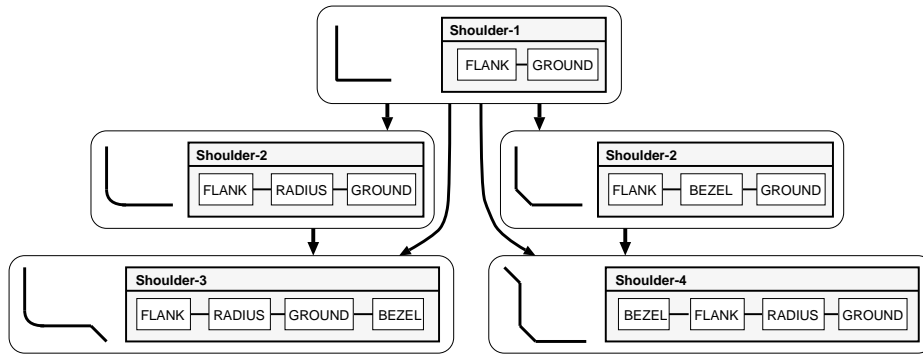 Shoulder-1
FLANK GROUND
Shoulder-2
FLANK RADIUS GROUND
Shoulder-2
FLANK BEZEL GROUND
Shoulder-3
FLANK RADIUS GROUND BEZEL
Shoulder-4
BEZEL FLANK RADIUS GROUND